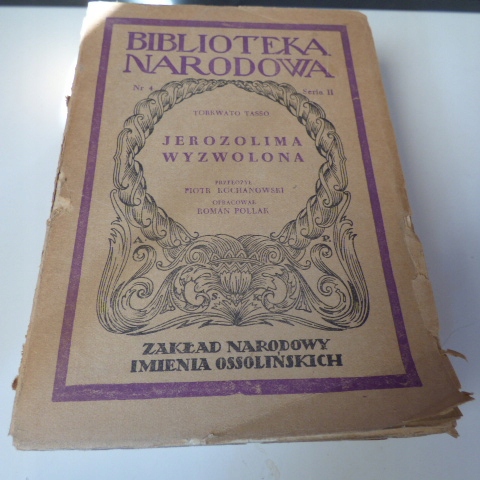 BIBLIOTEKA
NARODOWA
Nr 4 Seria II
TORKWATO TASSO
JEROZOLIMA
WYZWOLONA
PRZEŁOŻYŁ
PIOTR KOCHANOWSKI
OPRACOWAŁ
ROMAN POLLAK
A. P.
S K
ZAKŁAD NARODOWY
IMIENIA OSSOLIŃSKICH